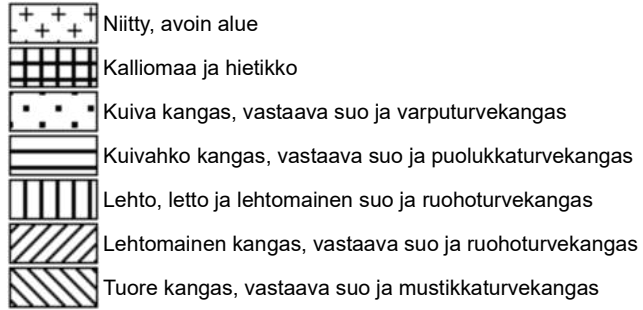 Niitty, avoin alue
Kalliomaa ja hietikko
Kuiva kangas, vastaava suo ja varputurvekangas
Kuivahko kangas, vastaava suo ja puolukkaturvekangas
Lehto, letto ja lehtomainen suo ja ruohoturvekangas
Lehtomainen kangas, vastaava suo ja ruohoturvekangas
Tuore kangas, vastaava suo ja mustikkaturvekangas